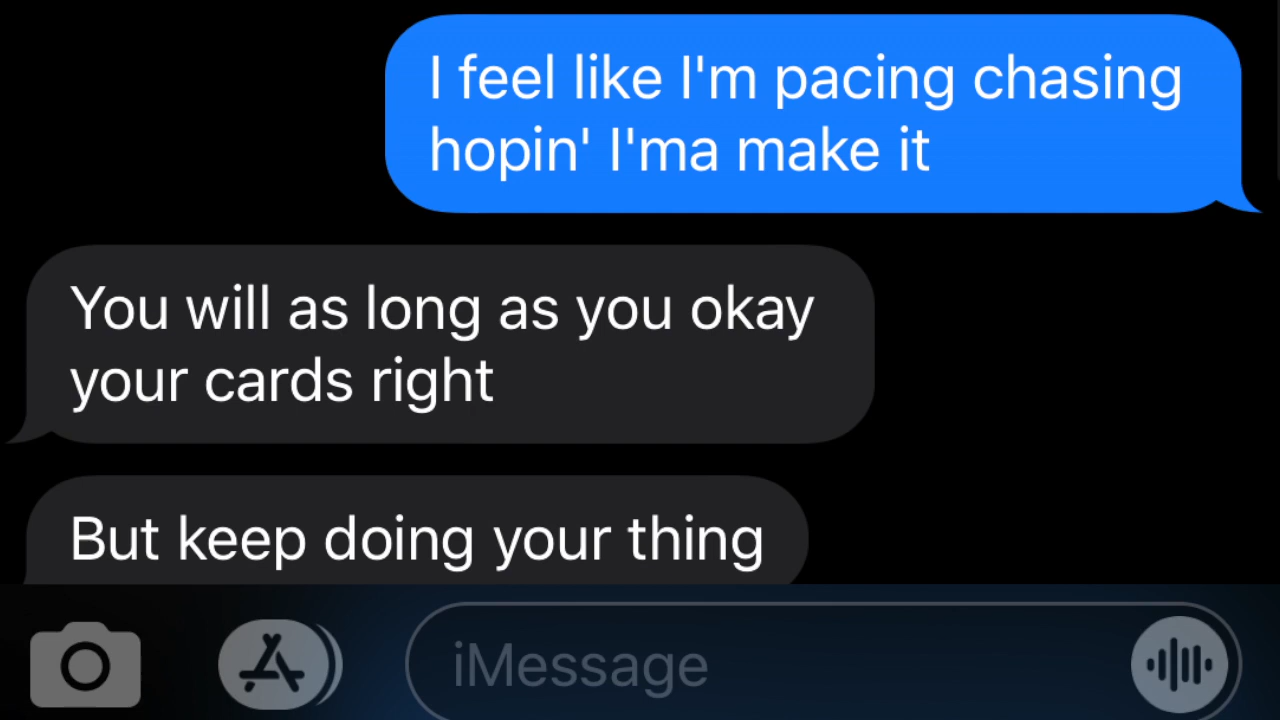 I feel like I'm pacing chasing
hopin' I'ma make it
You will as long as you okay
your cards right
But keep doing your thing
iMessage